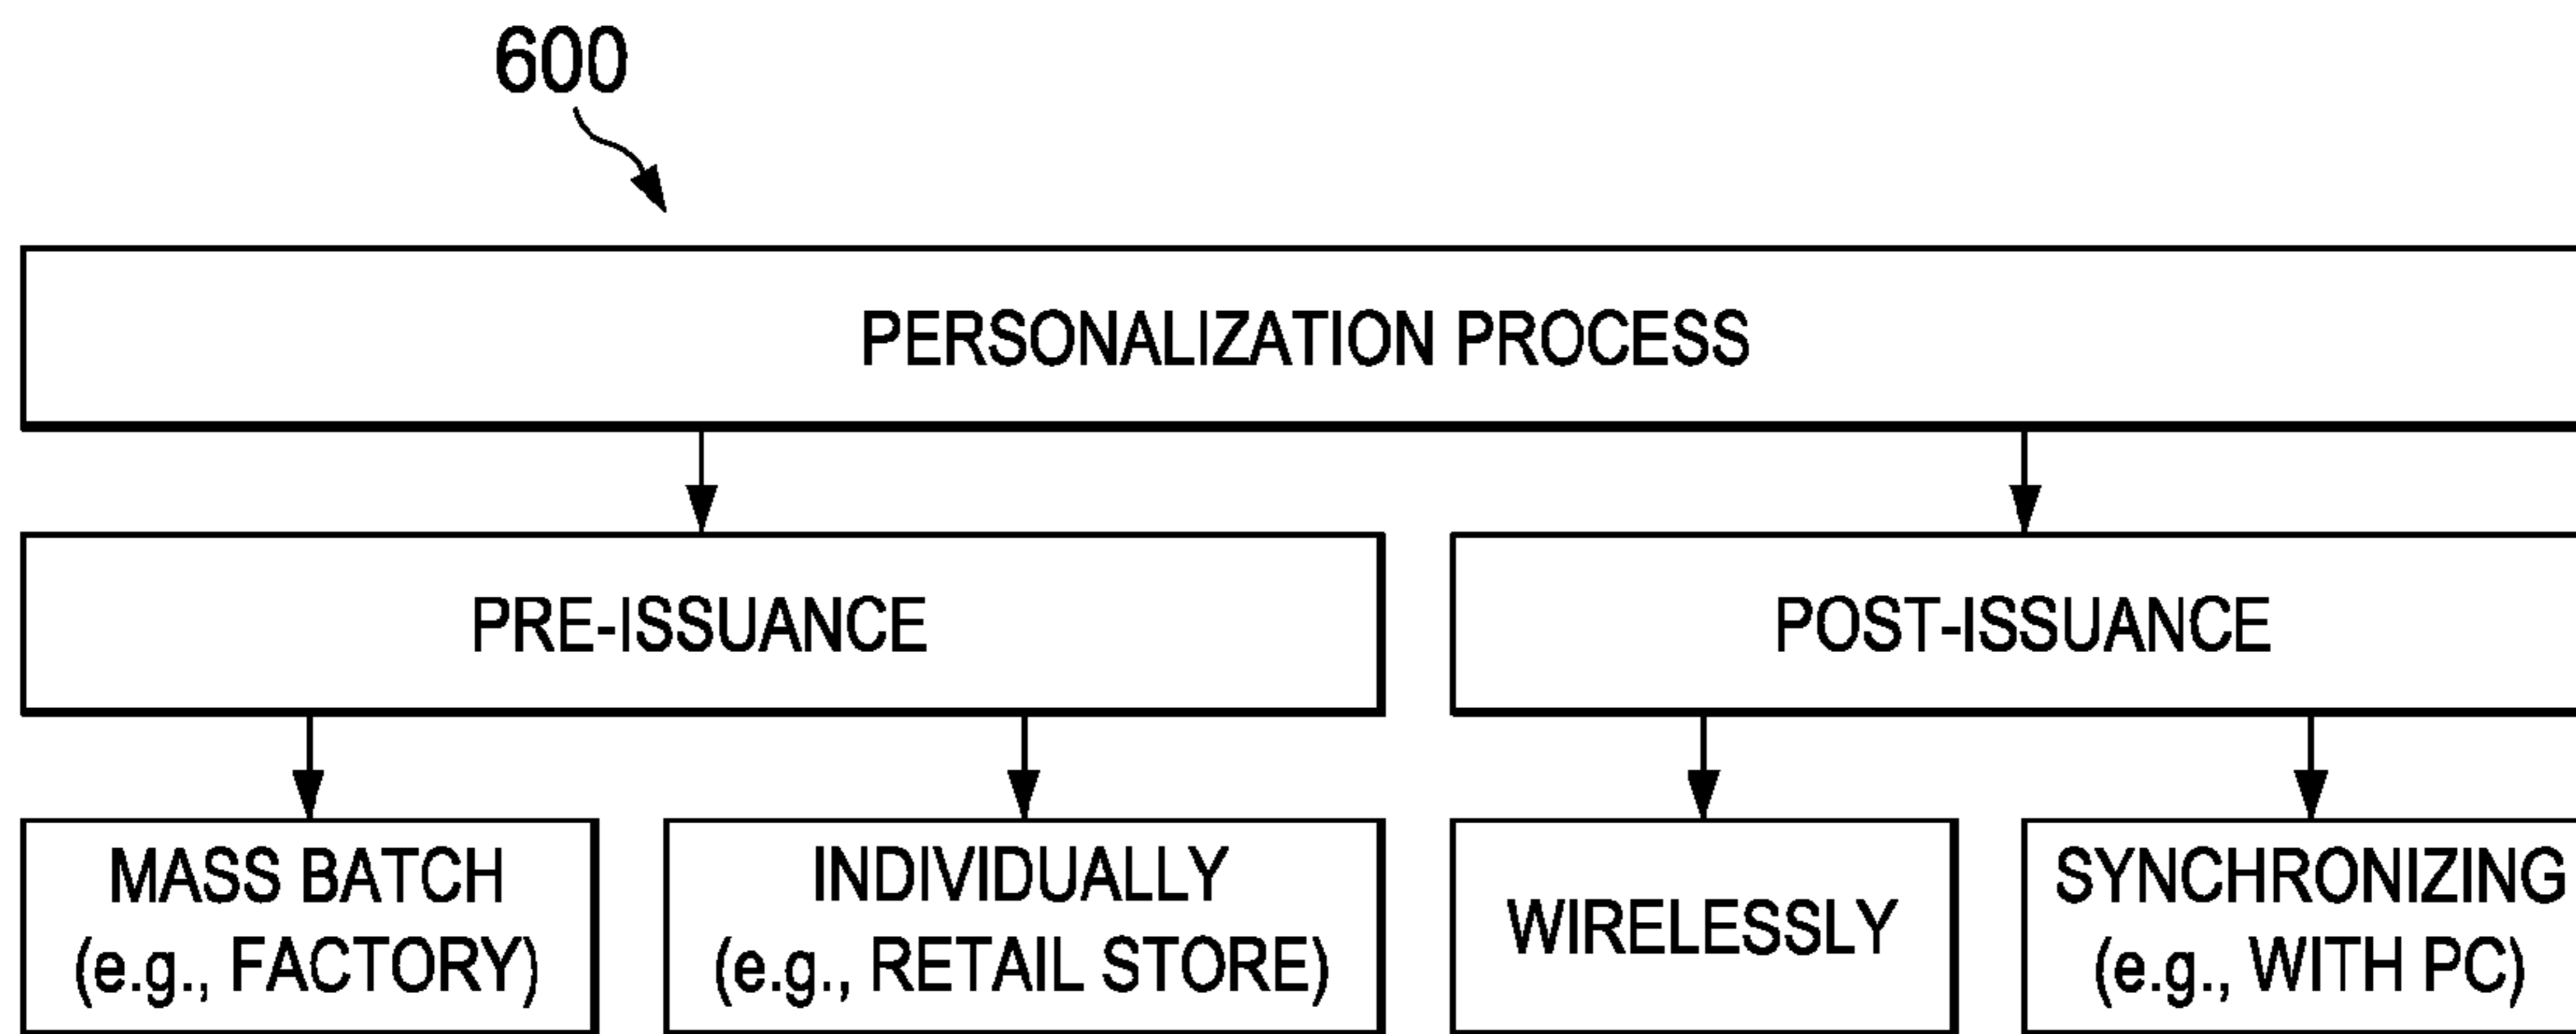 600
PERSONALIZATION PROCESS
PRE-ISSUANCE
POST-ISSUANCE
MASS BATCH
(e.g., FACTORY)
INDIVIDUALLY
(e.g., RETAIL STORE)
WIRELESSLY
SYNCHRONIZING
(e.g., WITH PC)